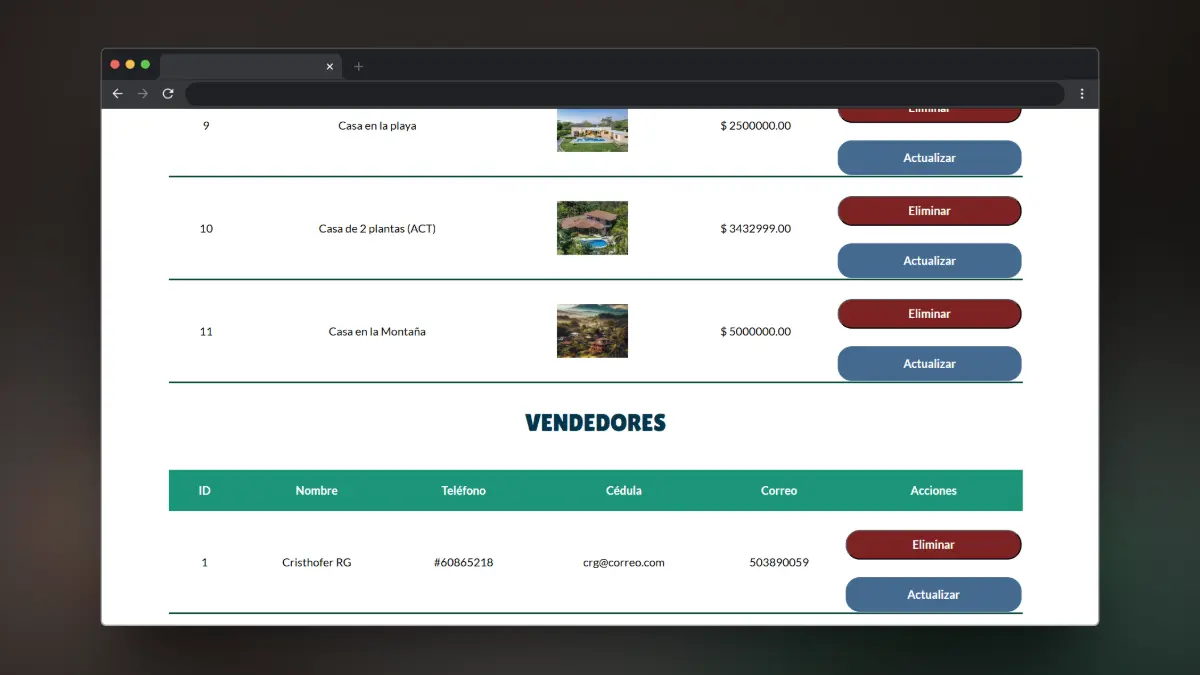 Eliminar
9 Casa en la playa $ 2500000.00
Actualizar
Eliminar
10 Casa de 2 plantas (ACT) $ 3432999.00
Actualizar
Eliminar
11 Casa en la Montaña $ 5000000.00
Actualizar
VENDEDORES
ID Nombre Teléfono Cédula Correo Acciones
Eliminar
1 Cristhofer RG #60865218 crg@correo.com 503890059
Actualizar